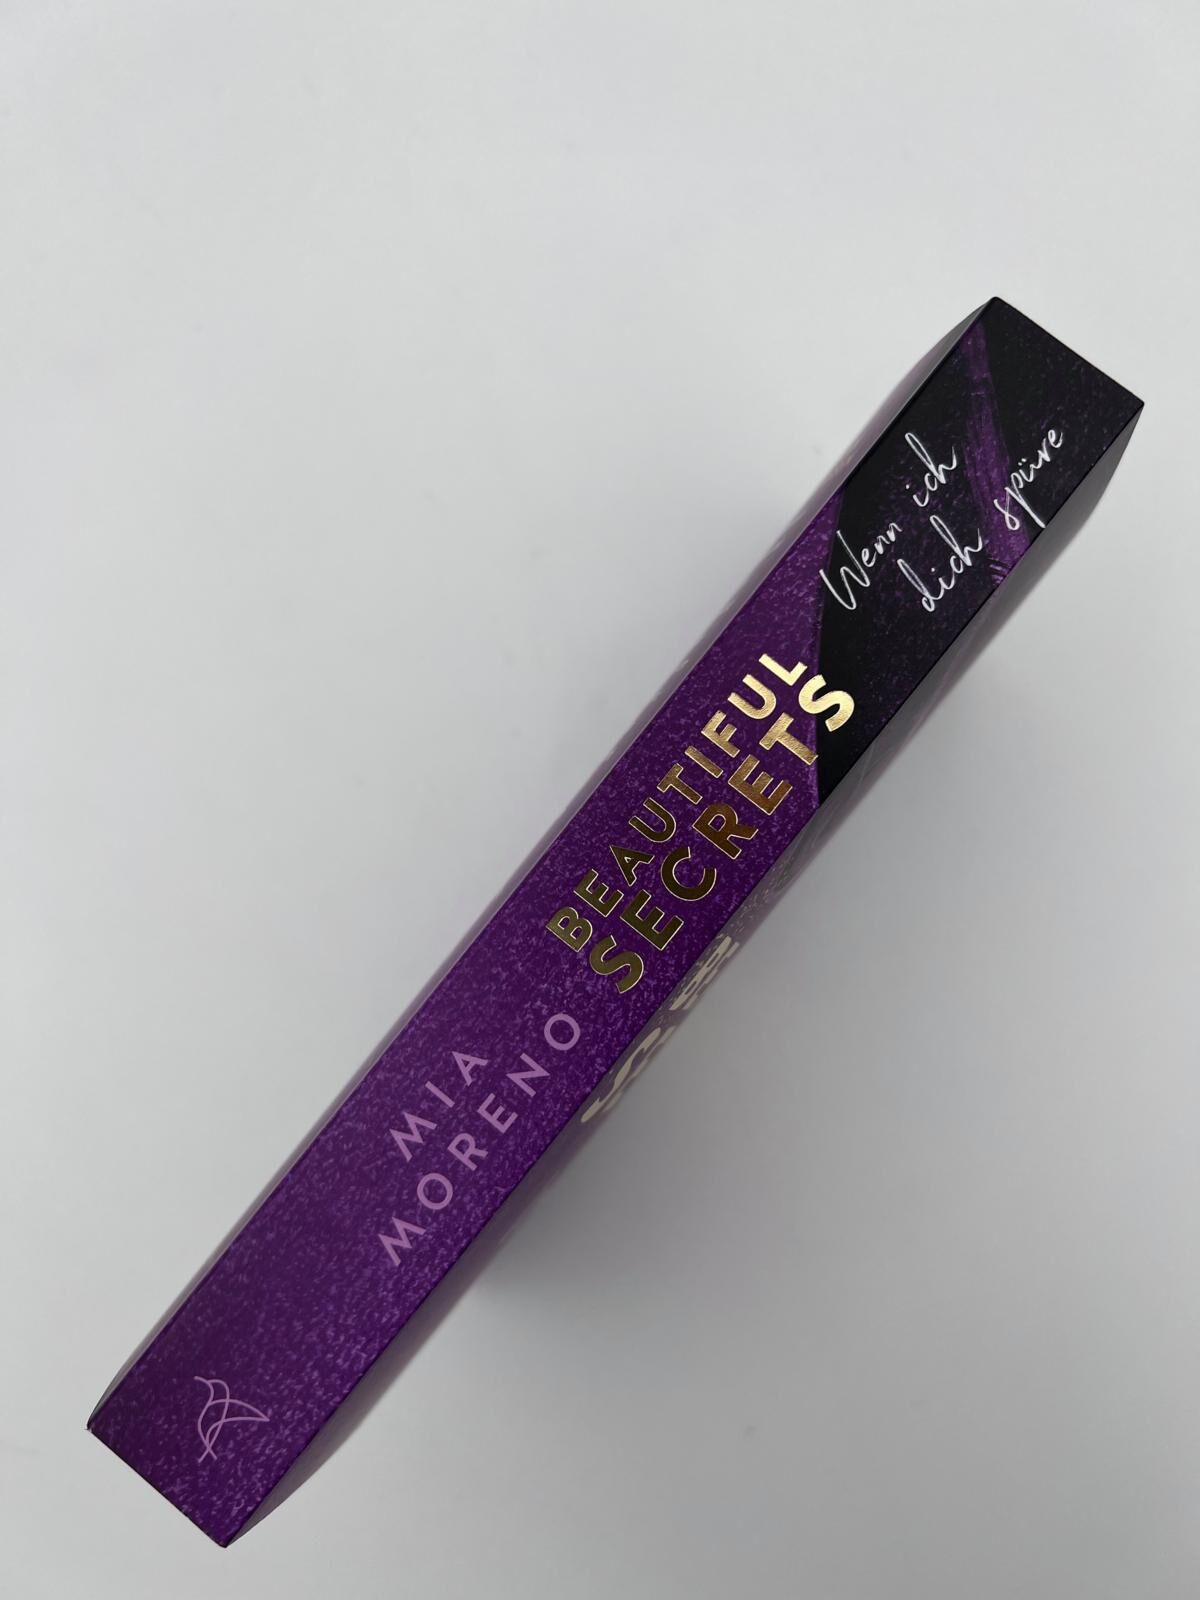 MIA
MORENO
BEAUTIFUL
SECRETS
Wenn ich
dich spüre